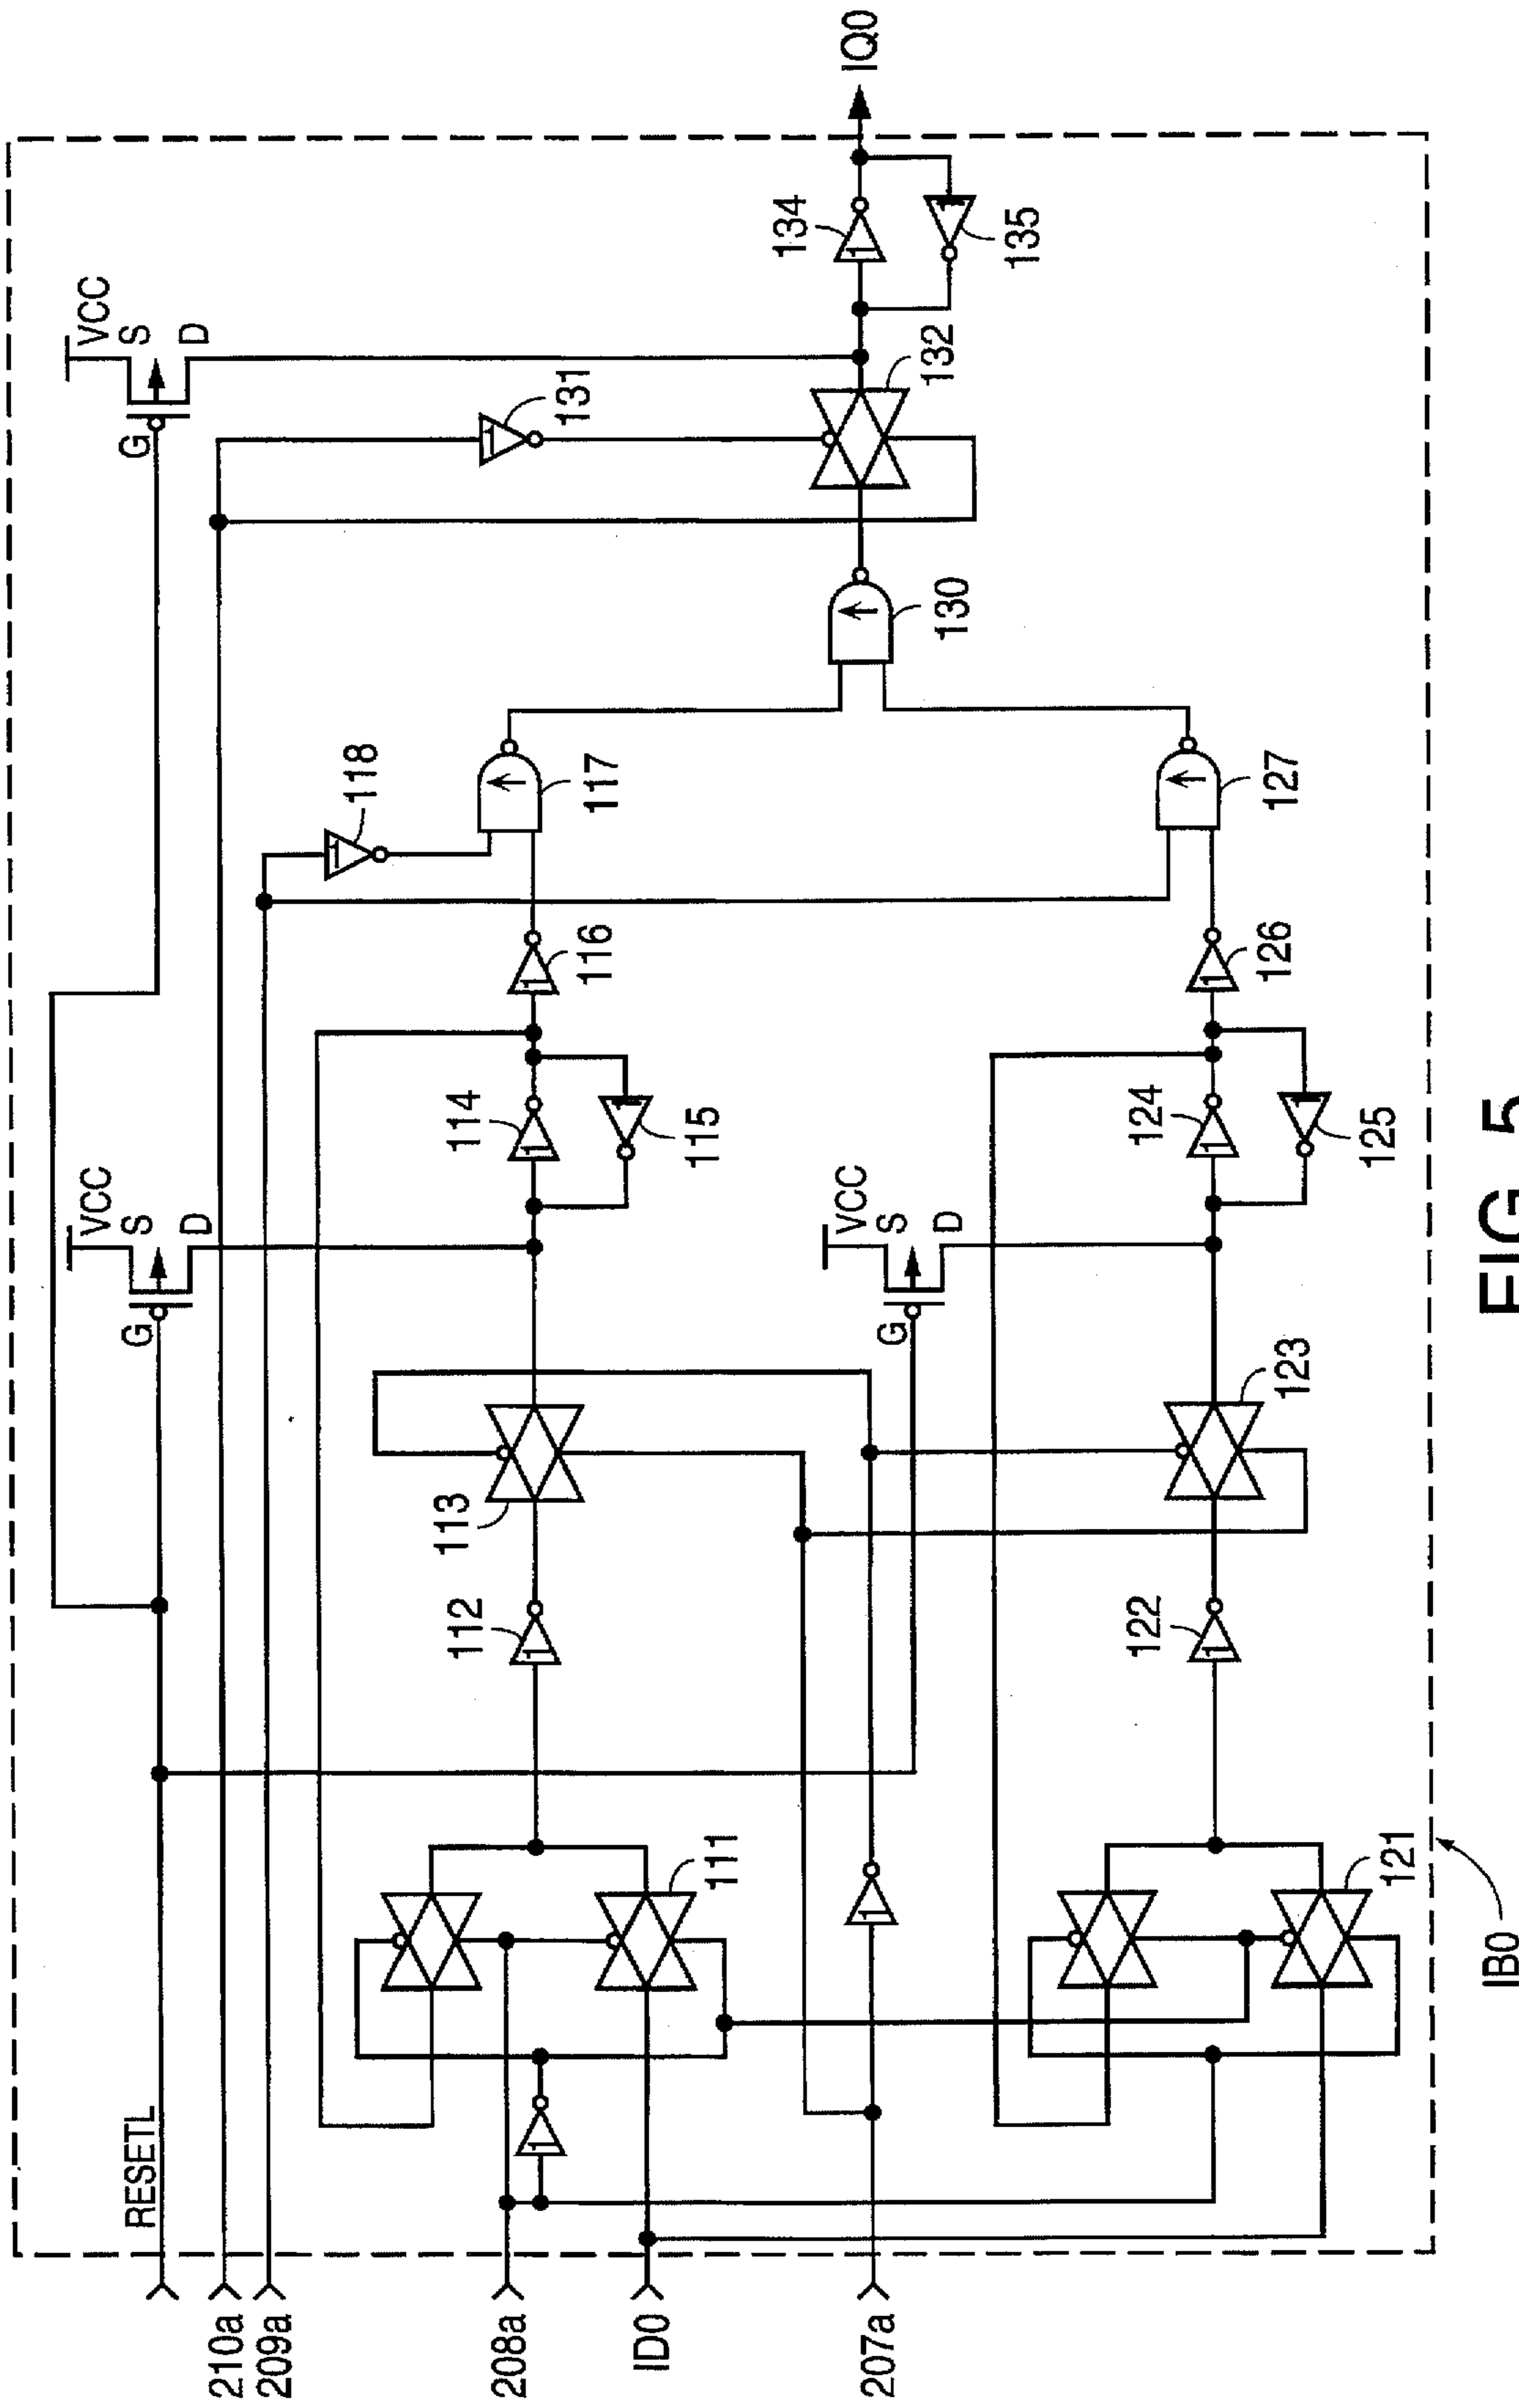 RESETL
210a
209a
208a
ID0
207a
VCC
S
D
G
VCC
S
D
G
VCC
S
D
G
111
112
113
114
115
116
117
118
121
122
123
124
125
126
127
130
131
132
134
135
IQ0
IB0
FIG. 5